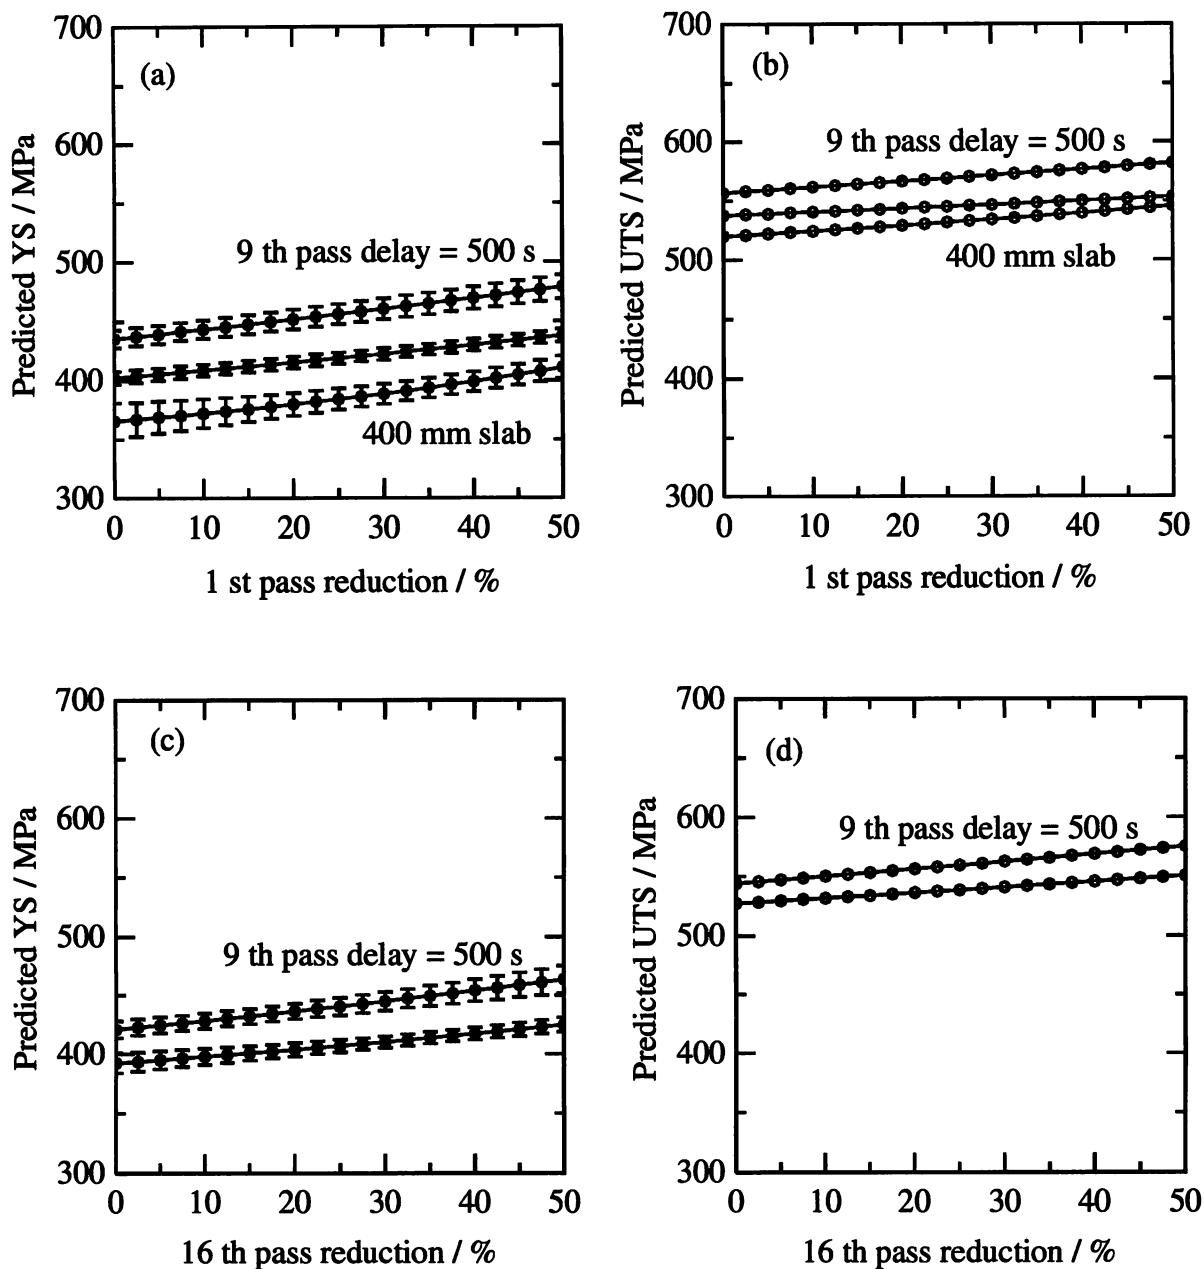 700
(a)
600
Predicted YS / MPa
9 th pass delay = 500 s
500
400
400 mm slab
300
0 10 20 30 40 50
1 st pass reduction / %
700
(b)
600
Predicted UTS / MPa
9 th pass delay = 500 s
500
400 mm slab
400
300
0 10 20 30 40 50
1 st pass reduction / %
700
(c)
600
Predicted YS / MPa
500
9 th pass delay = 500 s
400
300
0 10 20 30 40 50
16 th pass reduction / %
700
(d)
600
Predicted UTS / MPa
9 th pass delay = 500 s
500
400
300
0 10 20 30 40 50
16 th pass reduction / %